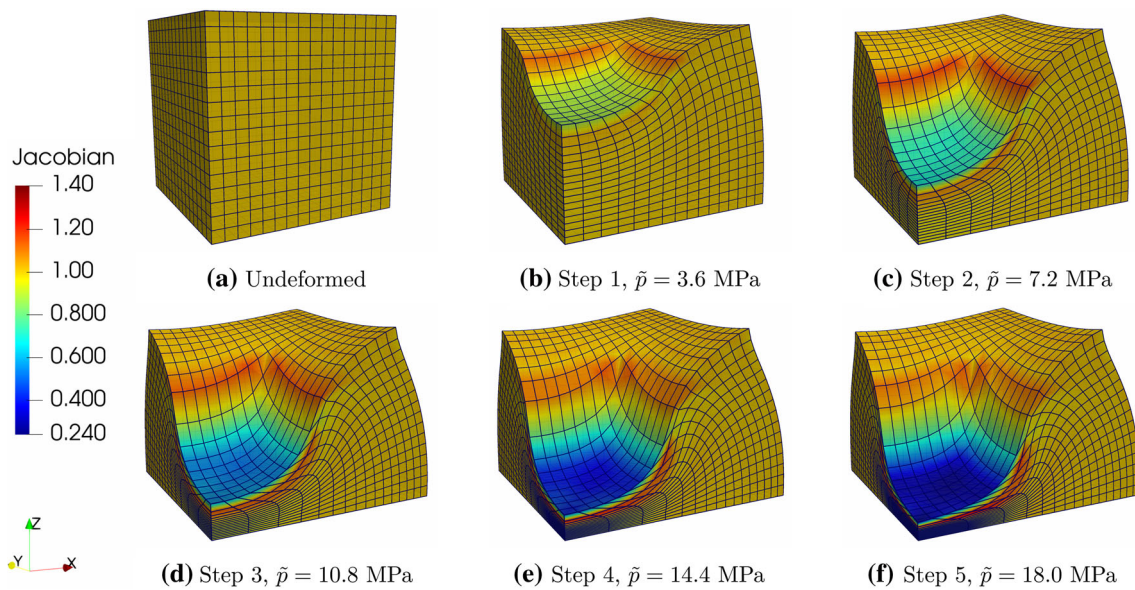 Jacobian
1.40
1.20
1.00
0.800
0.600
0.400
0.240
Z
Y
X
(a) Undeformed
(b) Step 1, p̃ = 3.6 MPa
(c) Step 2, p̃ = 7.2 MPa
(d) Step 3, p̃ = 10.8 MPa
(e) Step 4, p̃ = 14.4 MPa
(f) Step 5, p̃ = 18.0 MPa